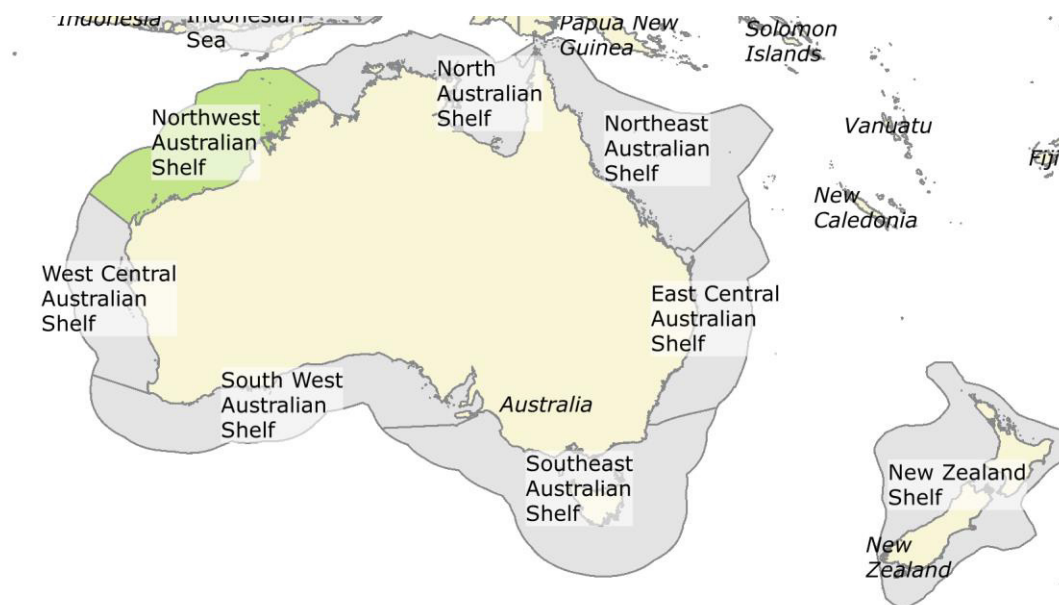 Indonesia
Indonesian
Sea
Papua New
Guinea
Solomon
Islands
North
Australian
Shelf
Northwest
Australian
Shelf
Northeast
Australian
Shelf
Vanuatu
Fiji
New
Caledonia
West Central
Australian
Shelf
East Central
Australian
Shelf
South West
Australian
Shelf
Australia
Southeast
Australian
Shelf
New Zealand
Shelf
New
Zealand